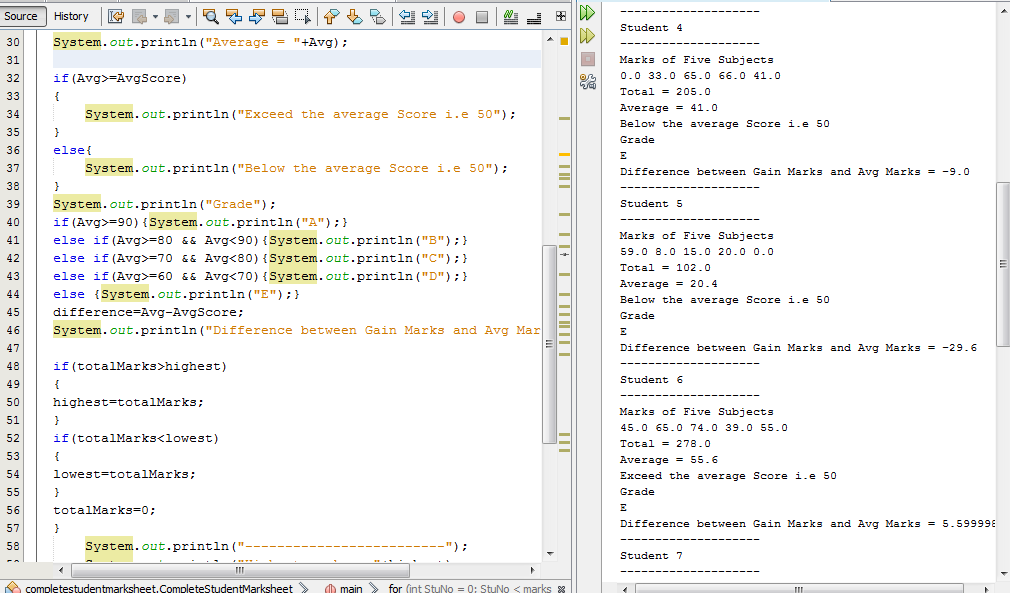 Source History
30 System.out.println("Average = "+Avg);
31
32 if(Avg>=AvgScore)
33 {
34 System.out.println("Exceed the average Score i.e 50");
35 }
36 else{
37 System.out.println("Below the average Score i.e 50");
38 }
39 System.out.println("Grade");
40 if(Avg>=90){System.out.println("A");}
41 else if(Avg>=80 && Avg<90){System.out.println("B");}
42 else if(Avg>=70 && Avg<80){System.out.println("C");}
43 else if(Avg>=60 && Avg<70){System.out.println("D");}
44 else {System.out.println("E");}
45 difference=Avg-AvgScore;
46 System.out.println("Difference between Gain Marks and Avg Mar
47
48 if(totalMarks>highest)
49 {
50 highest=totalMarks;
51 }
52 if(totalMarks<lowest)
53 {
54 lowest=totalMarks;
55 }
56 totalMarks=0;
57 }
58 System.out.println("-------------------------");
completestudentmarksheet.CompleteStudentMarksheet main for (int StuNo = 0; StuNo < marks
--------------------
Student 4
--------------------
Marks of Five Subjects
0.0 33.0 65.0 66.0 41.0
Total = 205.0
Average = 41.0
Below the average Score i.e 50
Grade
E
Difference between Gain Marks and Avg Marks = -9.0
--------------------
Student 5
--------------------
Marks of Five Subjects
59.0 8.0 15.0 20.0 0.0
Total = 102.0
Average = 20.4
Below the average Score i.e 50
Grade
E
Difference between Gain Marks and Avg Marks = -29.6
--------------------
Student 6
--------------------
Marks of Five Subjects
45.0 65.0 74.0 39.0 55.0
Total = 278.0
Average = 55.6
Exceed the average Score i.e 50
Grade
E
Difference between Gain Marks and Avg Marks = 5.599998
--------------------
Student 7
--------------------